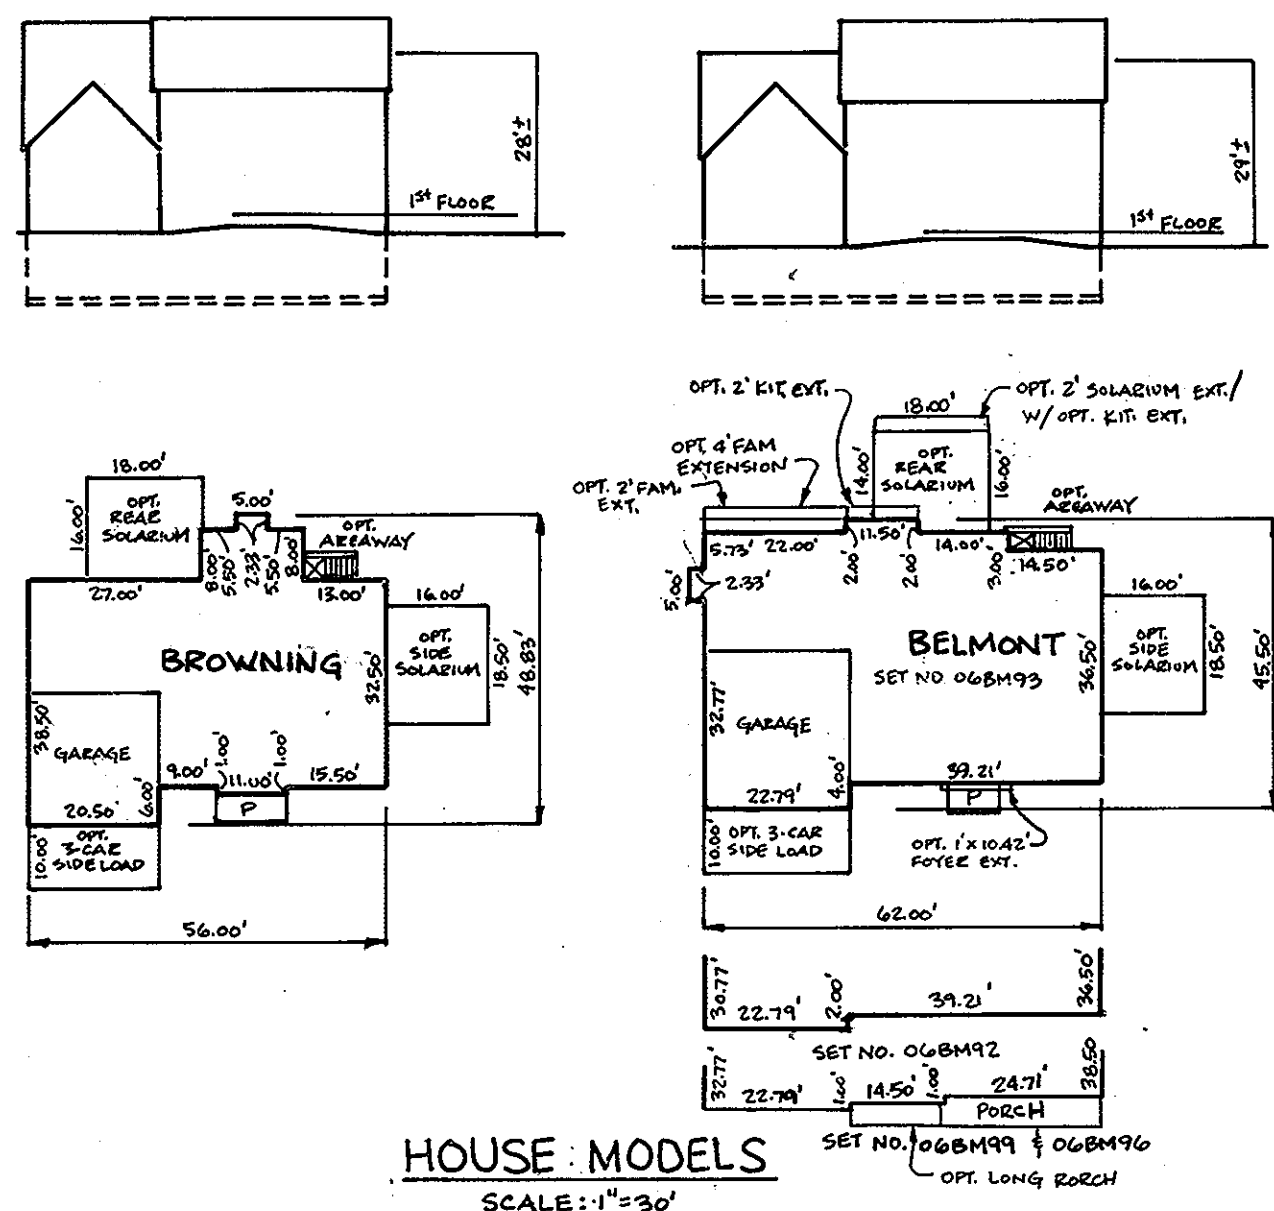 28'±
1st FLOOR
29'±
1st FLOOR
18.00'
16.00'
OPT.
REAR
SOLARIUM
5.00'
OPT.
AREAWAY
8.00'
5.50'
2.33'
5.50'
8.00'
27.00'
13.00'
16.00'
BROWNING
OPT.
SIDE
SOLARIUM
18.50'
48.83'
32.50'
38.50'
GARAGE
9.00'
1.00'
11.00'
1.00'
15.50'
P
20.50'
6.00'
10.00'
OPT.
3-CAR
SIDE LOAD
56.00'
OPT. 2' KIT. EXT.
18.00'
OPT. 2' SOLARIUM EXT./
W/ OPT. KIT. EXT.
OPT. 4' FAM
EXTENSION
OPT. 2' FAM.
EXT.
14.00'
OPT.
REAR
SOLARIUM
16.00'
OPT.
AREAWAY
5.73'
22.00'
2.00'
11.50'
2.00'
14.00'
3.00'
14.50'
5.00'
2.33'
16.00'
BELMONT
SET NO. 06BM93
36.50'
OPT.
SIDE
SOLARIUM
18.50'
45.50'
32.77'
GARAGE
22.79'
4.00'
39.21'
P
10.00'
OPT. 3-CAR
SIDE LOAD
OPT. 1' X 10.42'
FOYER EXT.
62.00'
30.77'
22.79'
2.00'
39.21'
36.50'
SET NO. 06BM92
32.77'
22.79'
1.00'
14.50'
1.00'
24.71'
38.50
PORCH
SET NO. 06BM99 & 06BM96
OPT. LONG PORCH
HOUSE MODELS
SCALE: 1"=30'